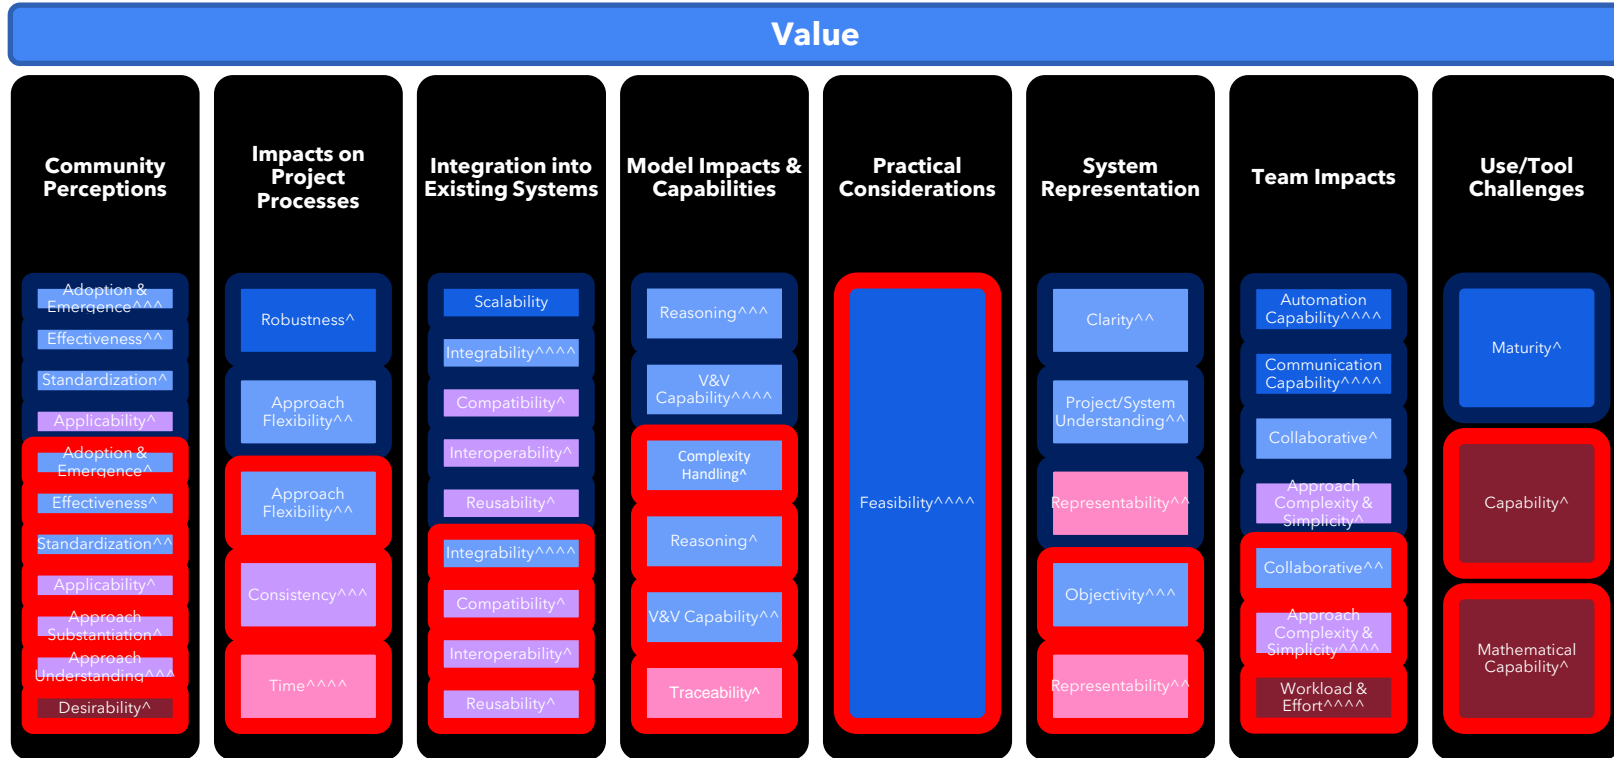 Value
Community
Perceptions
Adoption &
Emergence^^^
Effectiveness^^
Standardization^
Applicability^
Adoption &
Emergence^
Effectiveness^
Standardization^^
Applicability^
Approach
Substantiation^
Approach
Understanding^^^
Desirability^
Impacts on
Project
Processes
Robustness^
Approach
Flexibility^^
Approach
Flexibility^^
Consistency^^^
Time^^^^
Integration into
Existing Systems
Scalability
Integrability^^^^
Compatibility^
Interoperability^
Reusability^
Integrability^^^^
Compatibility^
Interoperability^
Reusability^
Model Impacts &
Capabilities
Reasoning^^^
V&V
Capability^^^^
Complexity
Handling^
Reasoning^
V&V Capability^^
Traceability^
Practical
Considerations
Feasibility^^^^
System
Representation
Clarity^^
Project/System
Understanding^^
Representability^^
Objectivity^^^
Representability^^
Team Impacts
Automation
Capability^^^^
Communication
Capability^^^^
Collaborative^
Approach
Complexity &
Simplicity^
Collaborative^^
Approach
Complexity &
Simplicity^^^^
Workload &
Effort^^^^
Use/Tool
Challenges
Maturity^
Capability^
Mathematical
Capability^